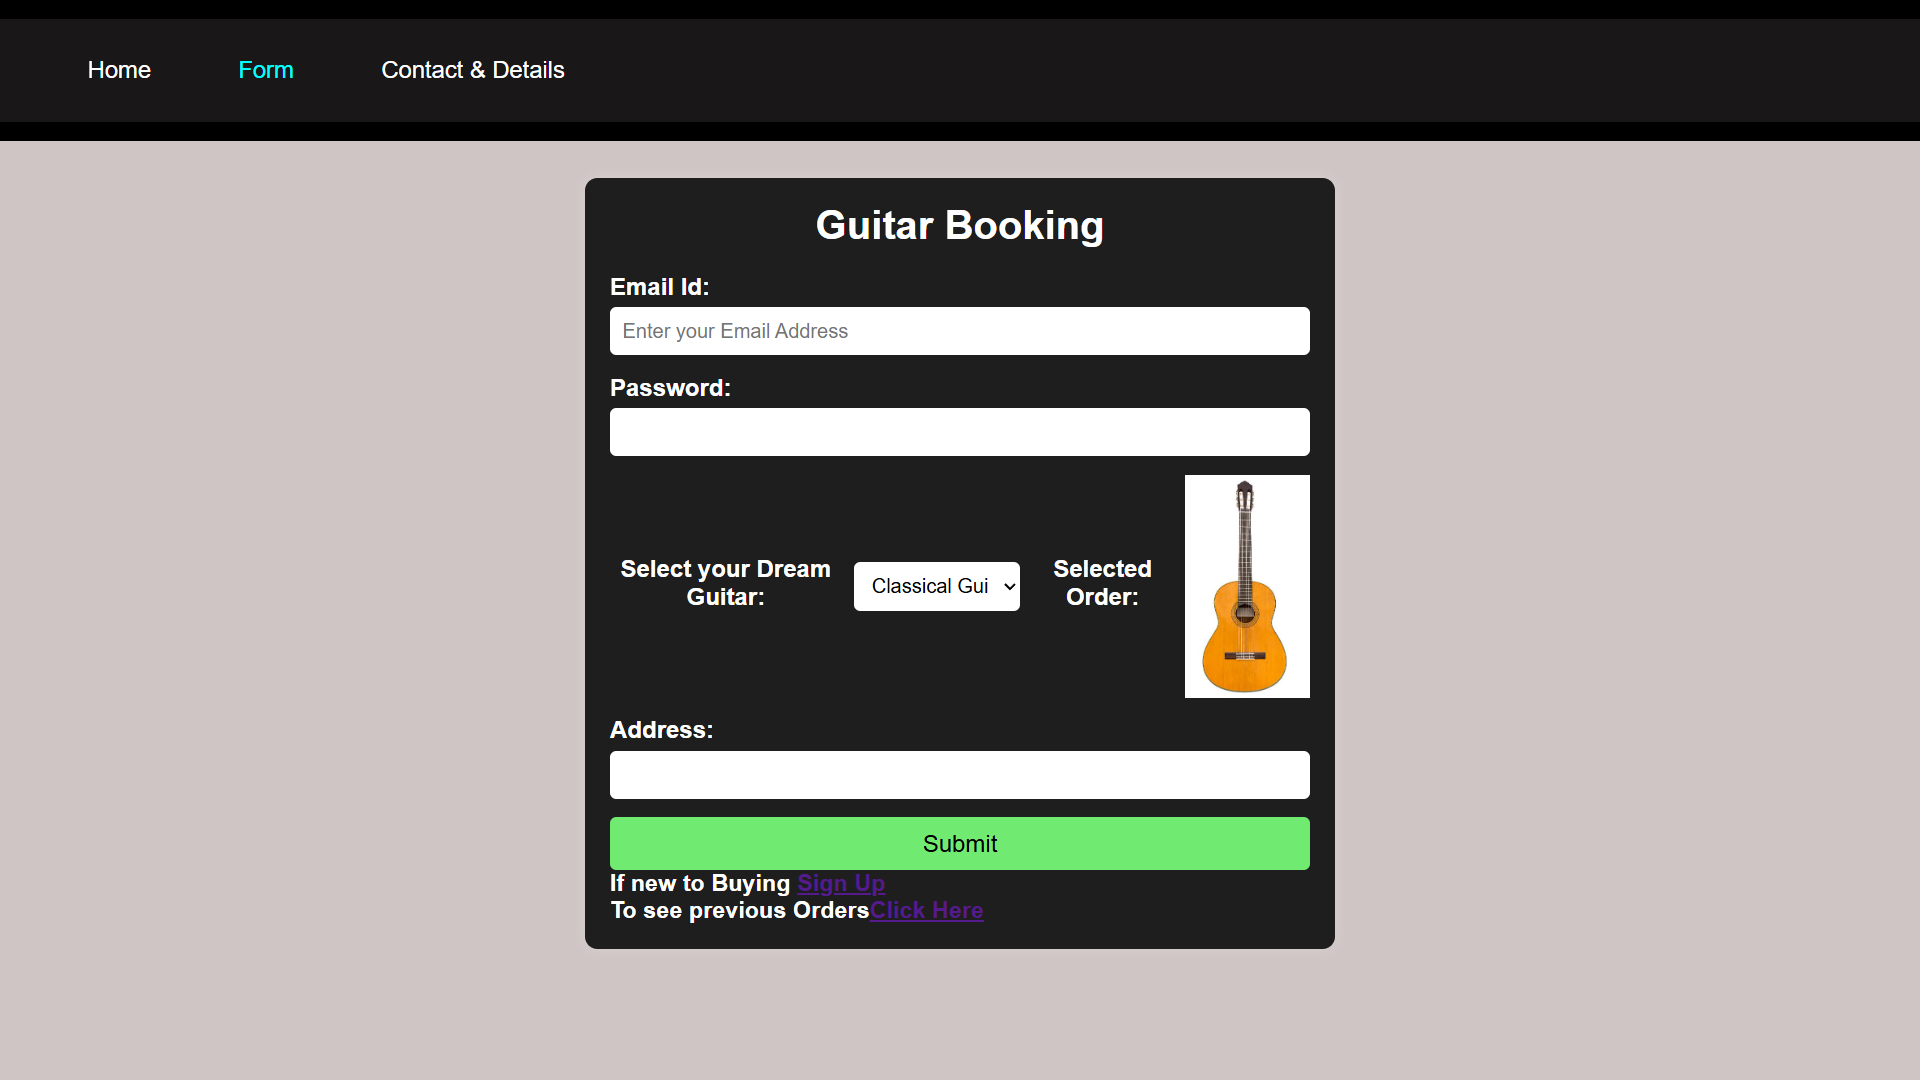 Home Form Contact & Details
Guitar Booking
Email Id:
Enter your Email Address
Password:
Select your Dream
Guitar:
Classical Gui
Selected
Order:
Address:
Submit
If new to Buying Sign Up
To see previous OrdersClick Here